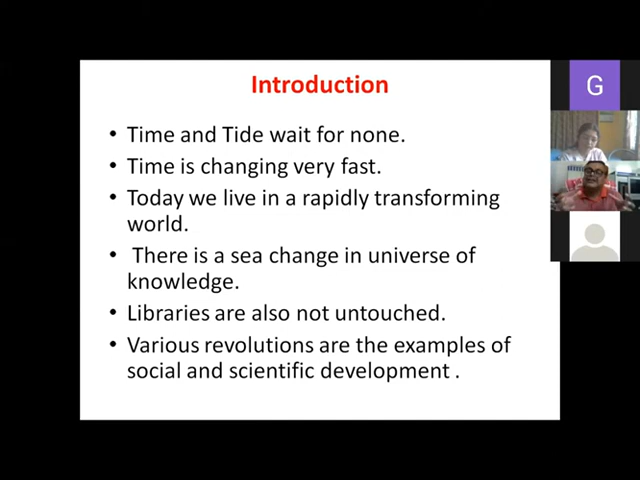 Introduction
G
• Time and Tide wait for none.
• Time is changing very fast.
• Today we live in a rapidly transforming
world.
• There is a sea change in universe of
knowledge.
• Libraries are also not untouched.
• Various revolutions are the examples of
social and scientific development .